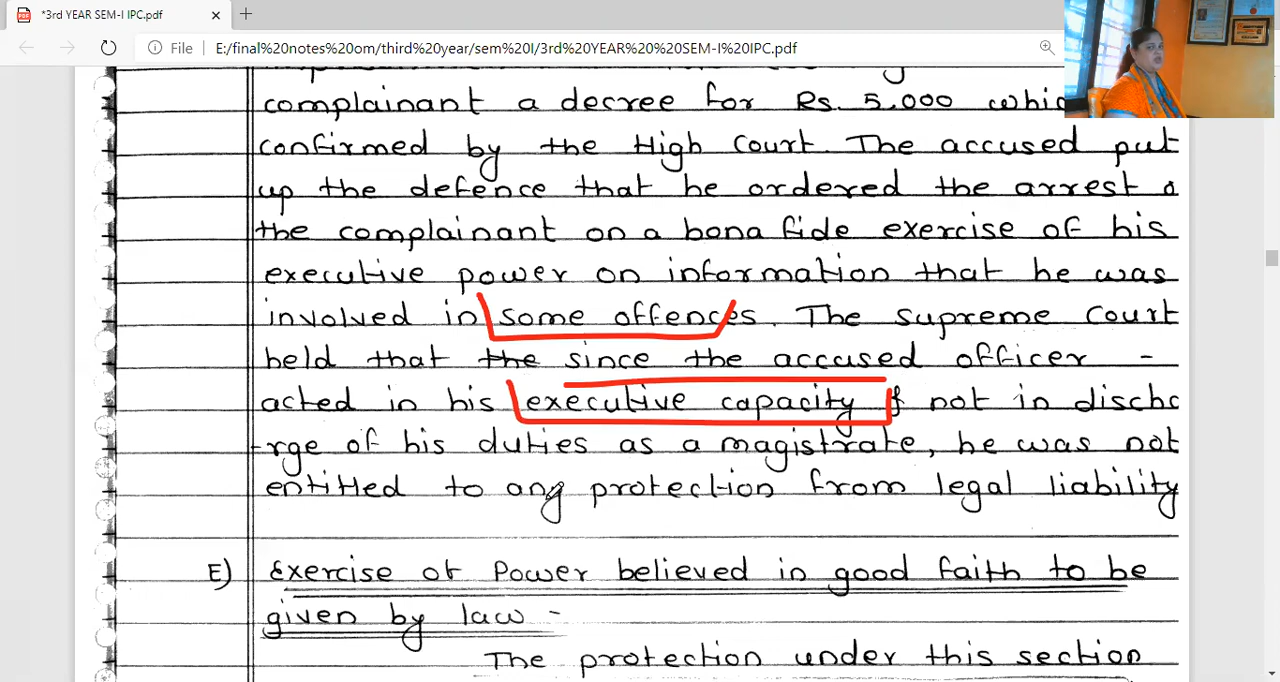 *3rd YEAR SEM-I IPC.pdf
File E:/final%20notes%20om/third%20year/sem%20I/3rd%20YEAR%20%20SEM-I%20IPC.pdf
complainant a decree for Rs. 5,000 whic
confirmed by the High Court. The accused put
up the defence that he ordered the arrest o
the complainant on a bona fide exercise of his
executive power on information that he was
involved in some offences. The Supreme Court
held that the since the accused officer -
acted in his executive capacity & not in discha
-rge of his duties as a magistrate, he was not
entitled to any protection from legal liability
E) Exercise of Power believed in good faith to be
given by law -
The protection under this section